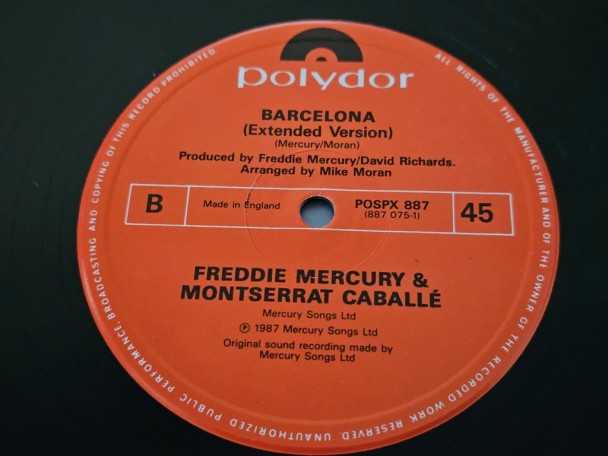 polydor
BARCELONA
(Extended Version)
(Mercury/Moran)
Produced by Freddie Mercury/David Richards.
Arranged by Mike Moran
B
Made in England
POSPX 887
(887 075-1)
45
FREDDIE MERCURY &
MONTSERRAT CABALLÉ
Mercury Songs Ltd
℗ 1987 Mercury Songs Ltd
Original sound recording made by
Mercury Songs Ltd
ALL RIGHTS OF THE MANUFACTURER AND OF THE OWNER OF THE RECORDED WORK RESERVED. UNAUTHORIZED PUBLIC PERFORMANCE, BROADCASTING AND COPYING OF THIS RECORD PROHIBITED